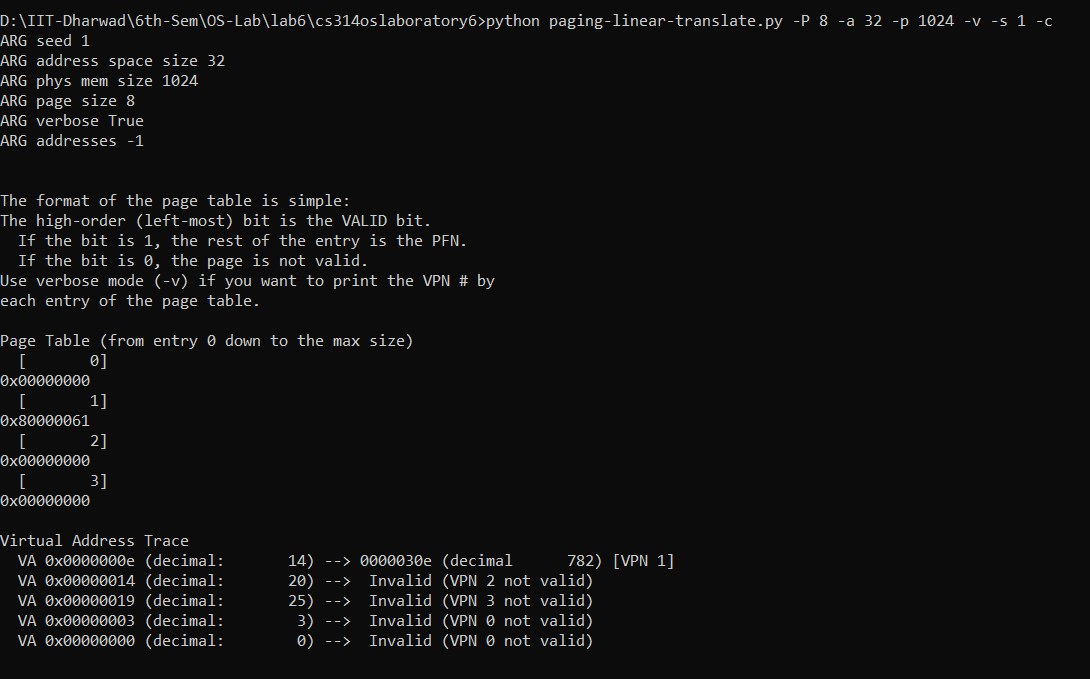 D:\IIT-Dharwad\6th-Sem\OS-Lab\lab6\cs314oslaboratory6>python paging-linear-translate.py -P 8 -a 32 -p 1024 -v -s 1 -c
ARG seed 1
ARG address space size 32
ARG phys mem size 1024
ARG page size 8
ARG verbose True
ARG addresses -1
The format of the page table is simple:
The high-order (left-most) bit is the VALID bit.
  If the bit is 1, the rest of the entry is the PFN.
  If the bit is 0, the page is not valid.
Use verbose mode (-v) if you want to print the VPN # by
each entry of the page table.
Page Table (from entry 0 down to the max size)
  [       0]
0x00000000
  [       1]
0x80000061
  [       2]
0x00000000
  [       3]
0x00000000
Virtual Address Trace
  VA 0x0000000e (decimal:       14) --> 0000030e (decimal      782) [VPN 1]
  VA 0x00000014 (decimal:       20) -->  Invalid (VPN 2 not valid)
  VA 0x00000019 (decimal:       25) -->  Invalid (VPN 3 not valid)
  VA 0x00000003 (decimal:        3) -->  Invalid (VPN 0 not valid)
  VA 0x00000000 (decimal:        0) -->  Invalid (VPN 0 not valid)